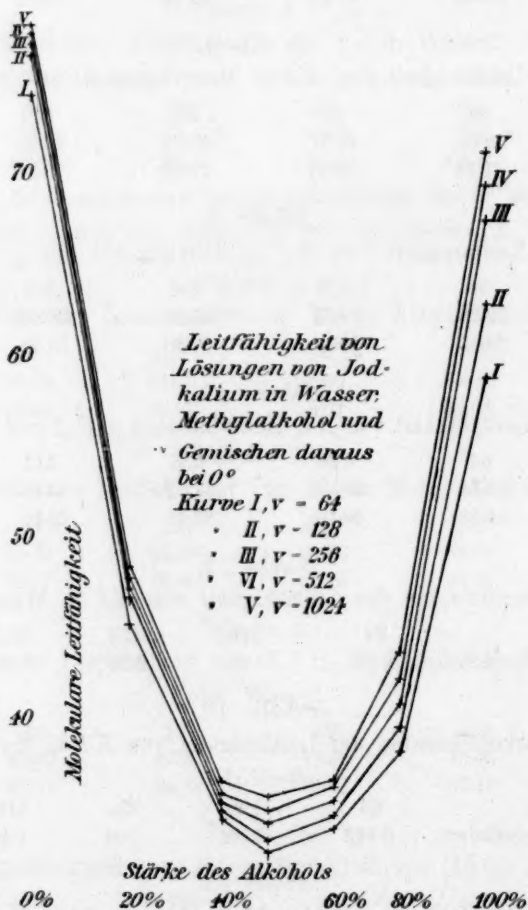 V
IV
III
II
I
70
60
50
40
Molekulare Leitfähigkeit
Leitfähigkeit von
Lösungen von Jod-
kalium in Wasser.
Methylalkohol und
Gemischen daraus
bei 0°
Kurve I, v = 64
" II, v = 128
" III, v = 256
" VI, v = 512
" V, v = 1024
V
IV
III
II
I
Stärke des Alkohols
0% 20% 40% 60% 80% 100%